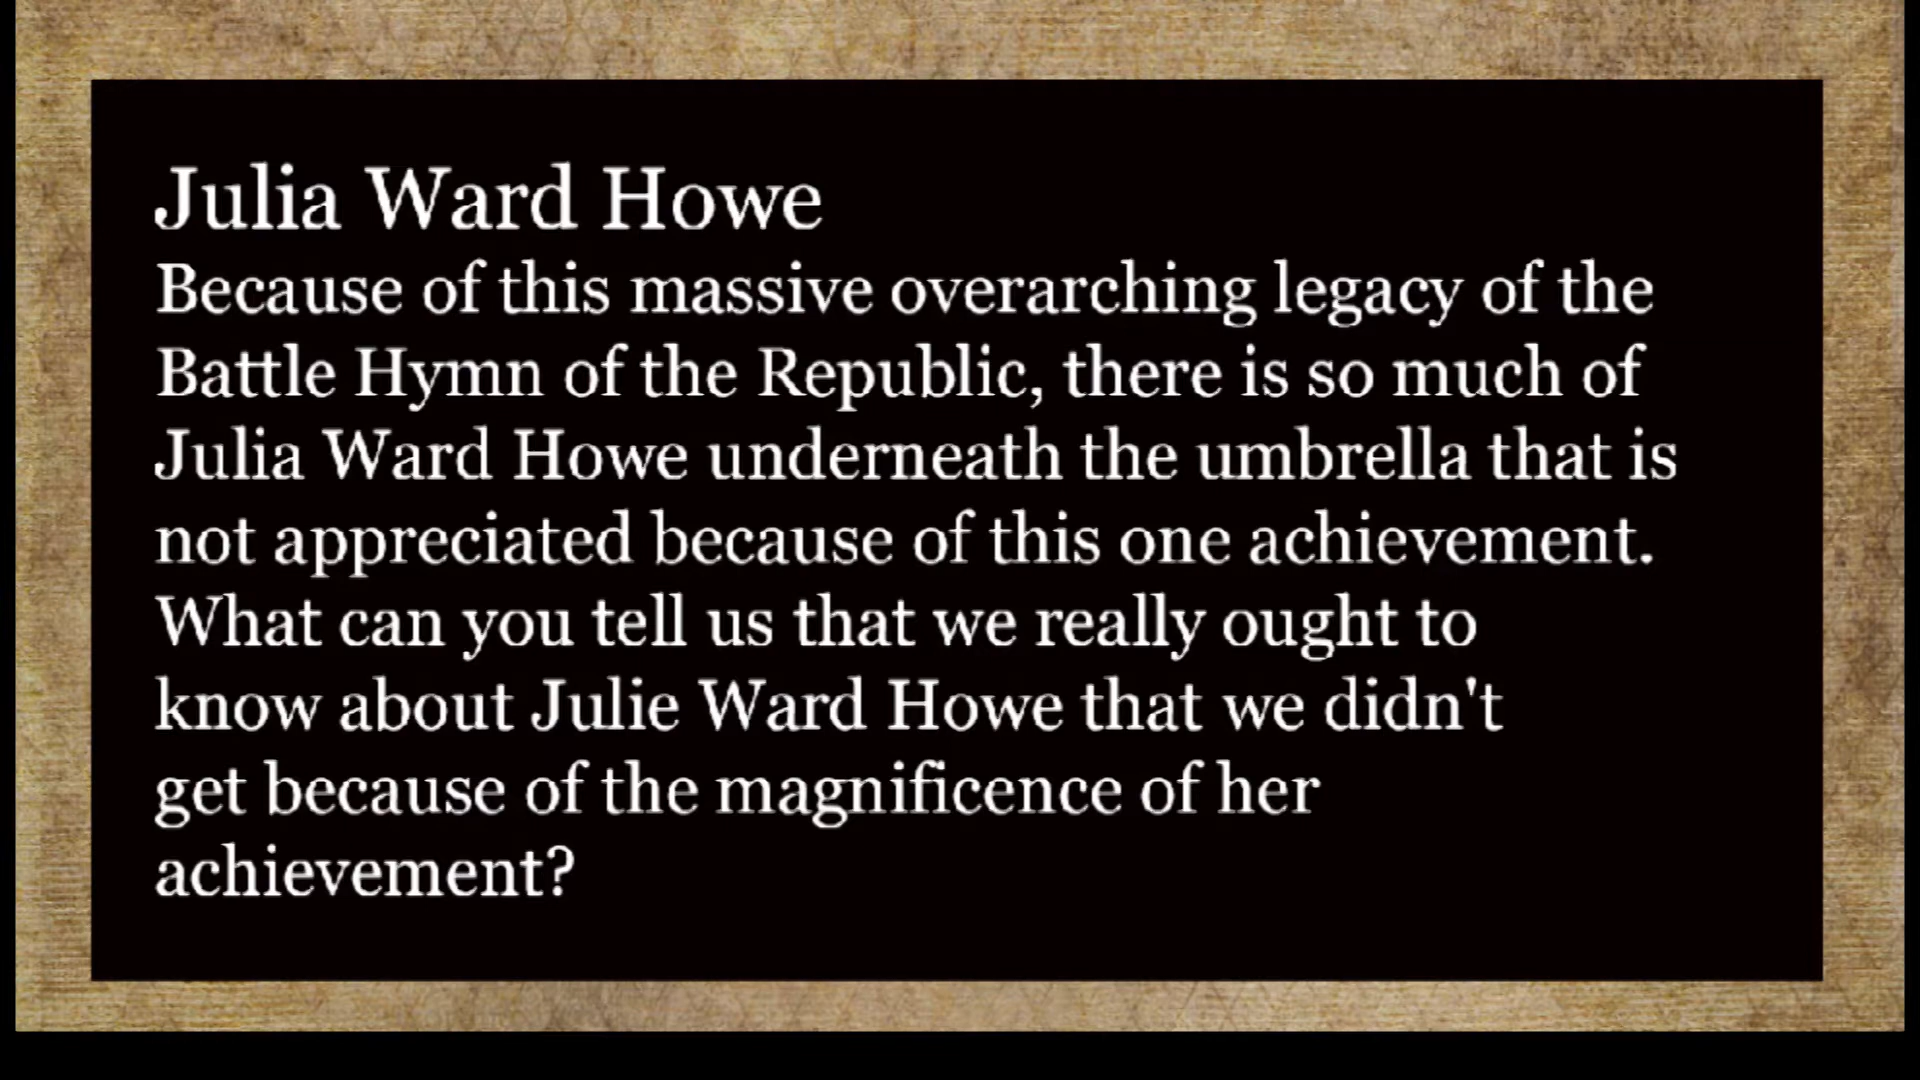 Julia Ward Howe
Because of this massive overarching legacy of the
Battle Hymn of the Republic, there is so much of
Julia Ward Howe underneath the umbrella that is
not appreciated because of this one achievement.
What can you tell us that we really ought to
know about Julie Ward Howe that we didn't
get because of the magnificence of her
achievement?